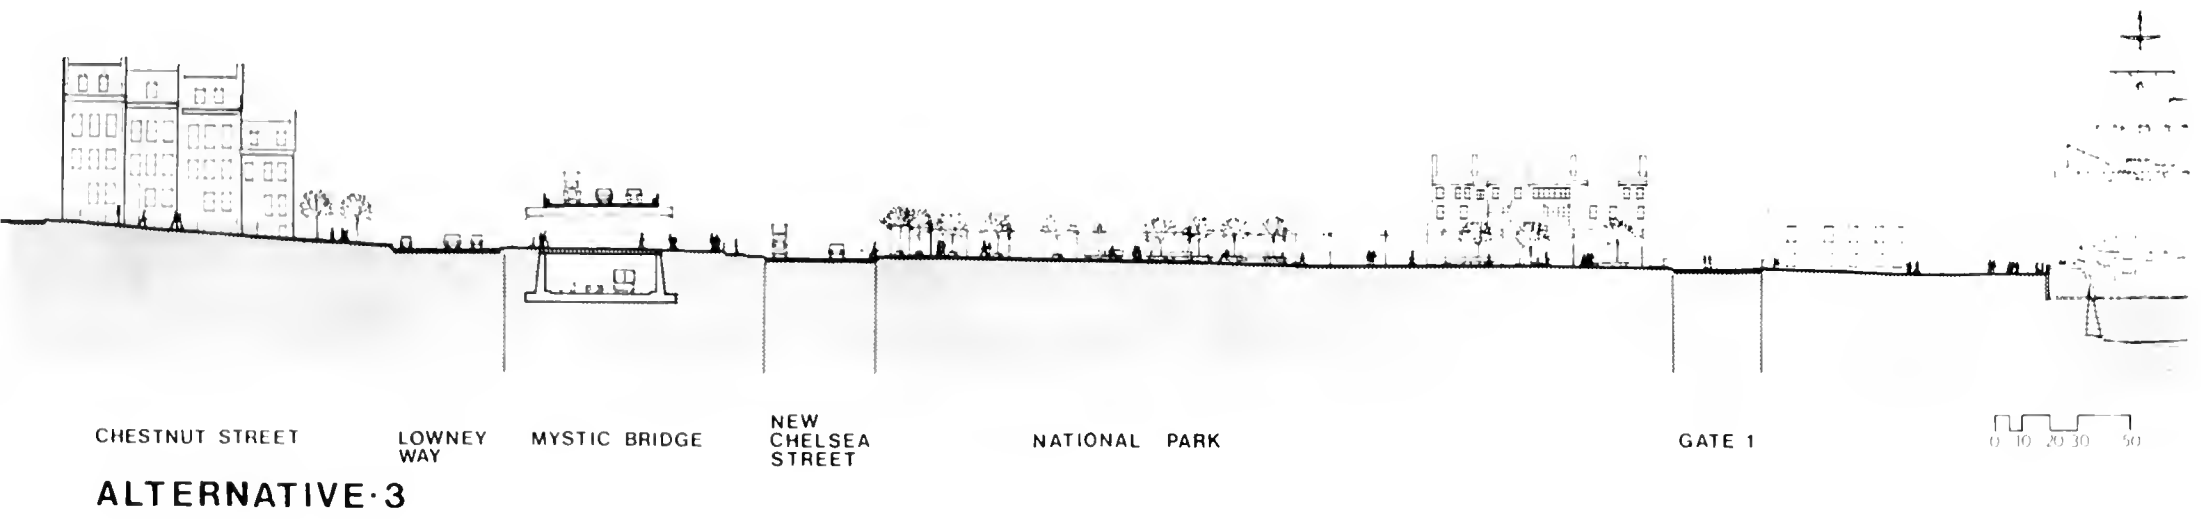 CHESTNUT STREET
LOWNEY
WAY
MYSTIC BRIDGE
NEW
CHELSEA
STREET
NATIONAL PARK
GATE 1
0 10 20 30 50
ALTERNATIVE·3